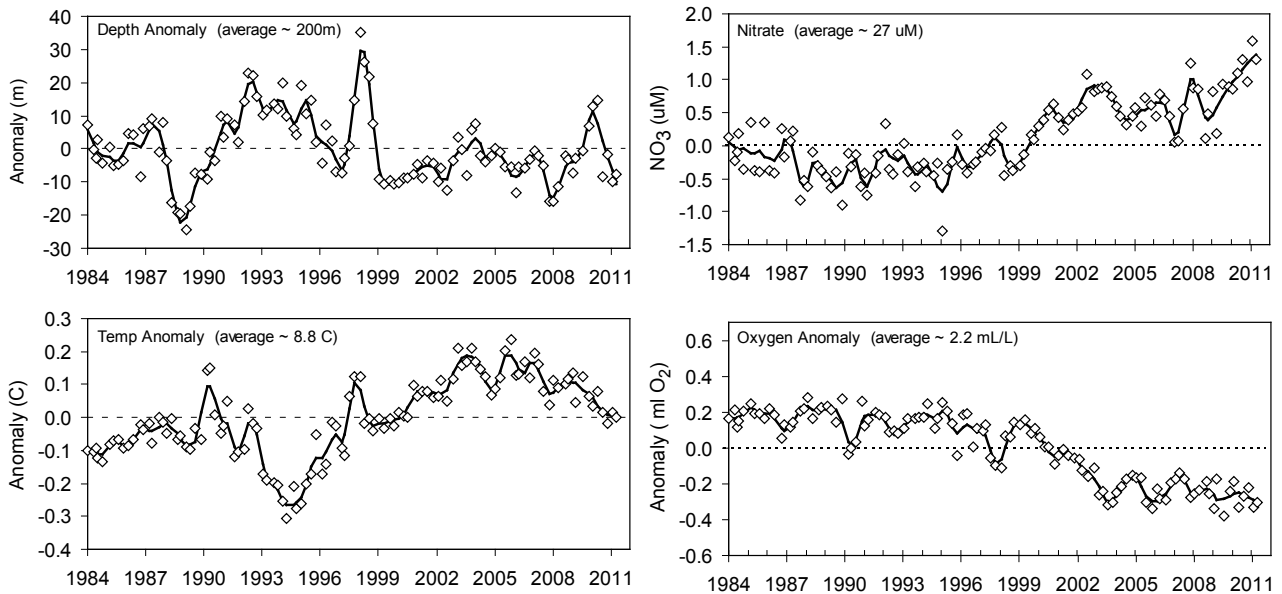 Depth Anomaly (average ~ 200m)
Anomaly (m)
40
30
20
10
0
-10
-20
-30
1984 1987 1990 1993 1996 1999 2002 2005 2008 2011
Nitrate (average ~ 27 uM)
NO3 (uM)
2.0
1.5
1.0
0.5
0.0
-0.5
-1.0
-1.5
1984 1987 1990 1993 1996 1999 2002 2005 2008 2011
Temp Anomaly (average ~ 8.8 C)
Anomaly (C)
0.3
0.2
0.1
0.0
-0.1
-0.2
-0.3
-0.4
1984 1987 1990 1993 1996 1999 2002 2005 2008 2011
Oxygen Anomaly (average ~ 2.2 mL/L)
Anomaly (ml O2)
0.6
0.4
0.2
0.0
-0.2
-0.4
-0.6
1984 1987 1990 1993 1996 1999 2002 2005 2008 2011